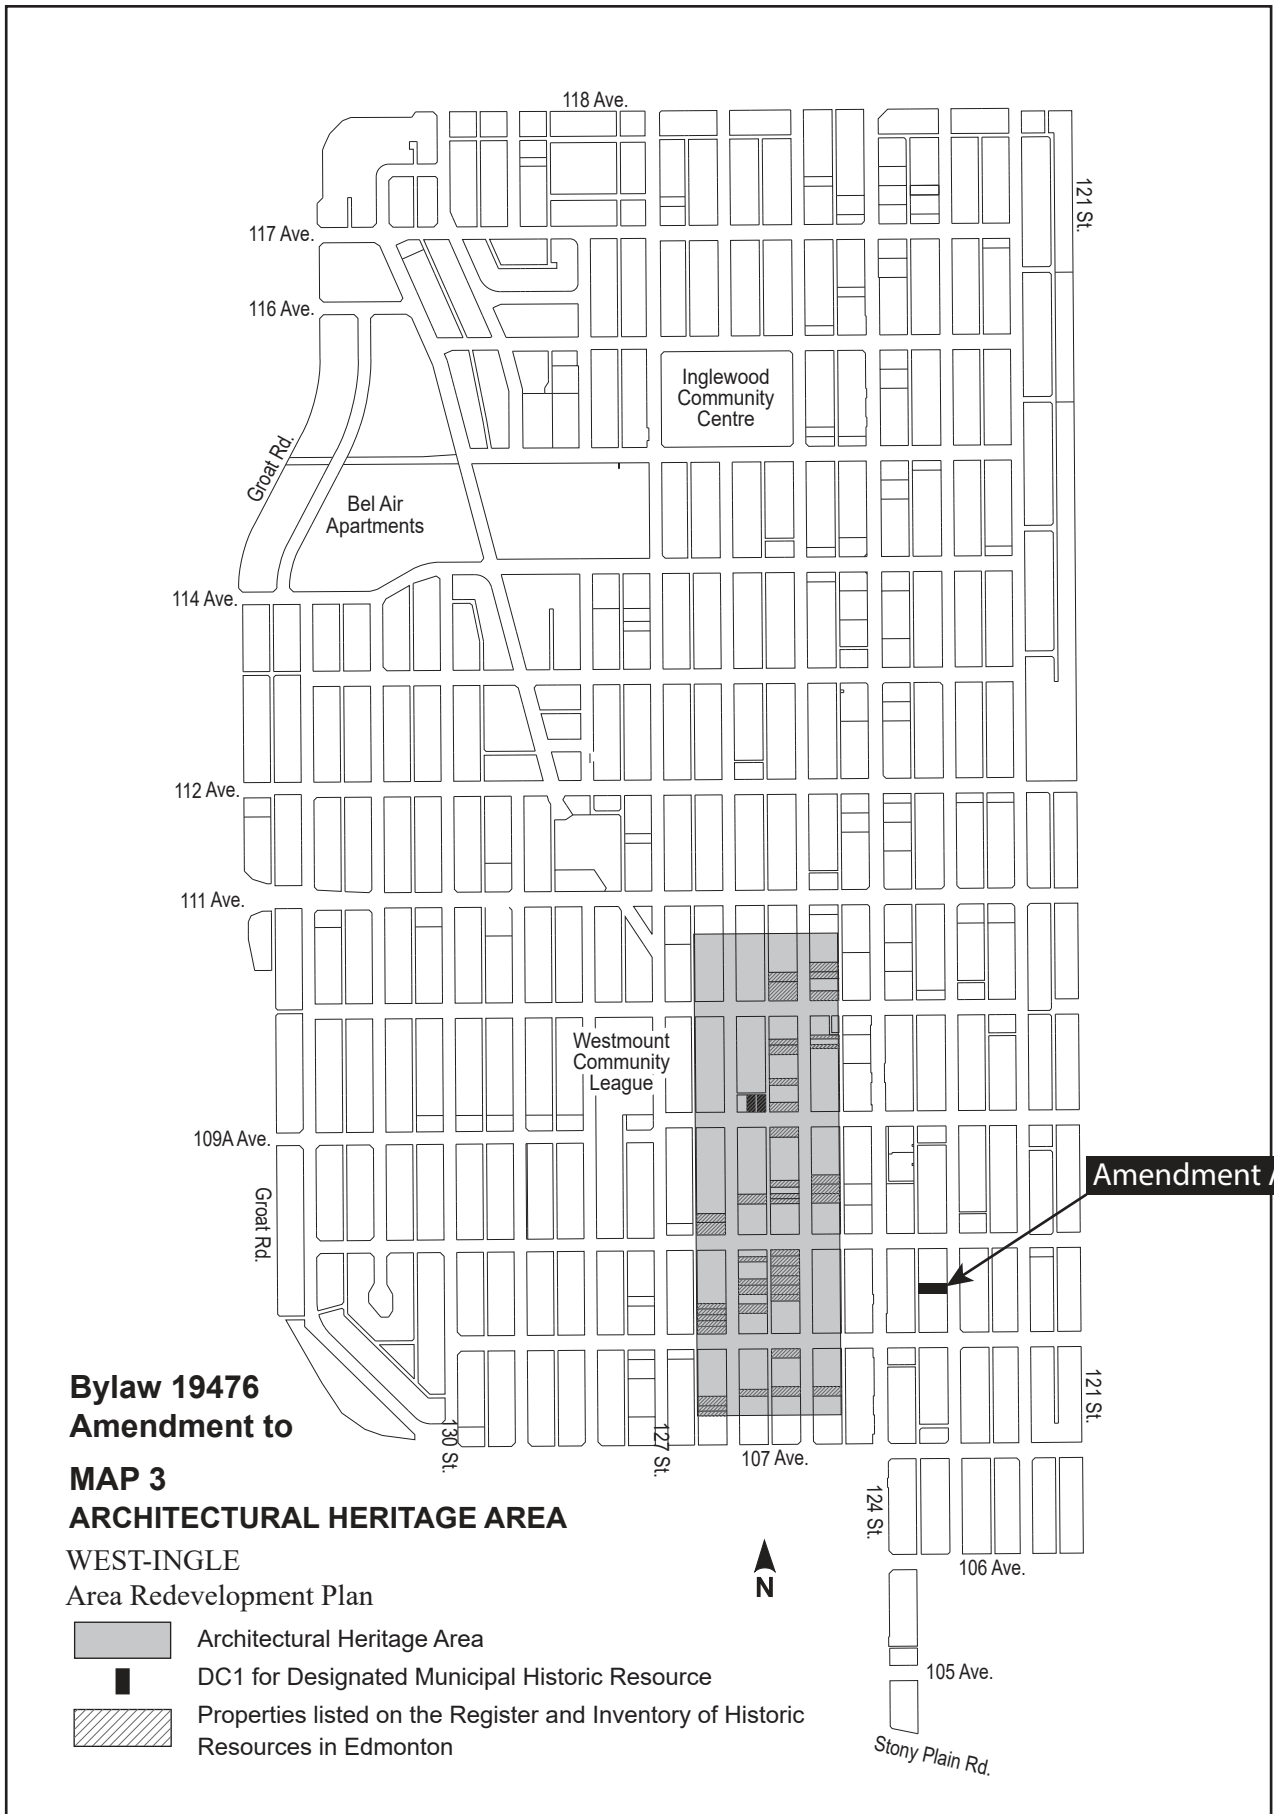 118 Ave.
121 St.
117 Ave.
116 Ave.
Inglewood
Community
Centre
Groat Rd.
Bel Air
Apartments
114 Ave.
112 Ave.
111 Ave.
Westmount
Community
League
109A Ave.
Amendment A
Groat Rd.
Bylaw 19476
Amendment to
130 St.
127 St.
107 Ave.
121 St.
MAP 3
ARCHITECTURAL HERITAGE AREA
124 St.
WEST-INGLE
Area Redevelopment Plan
N
106 Ave.
Architectural Heritage Area
DC1 for Designated Municipal Historic Resource
105 Ave.
Properties listed on the Register and Inventory of Historic
Resources in Edmonton
Stony Plain Rd.